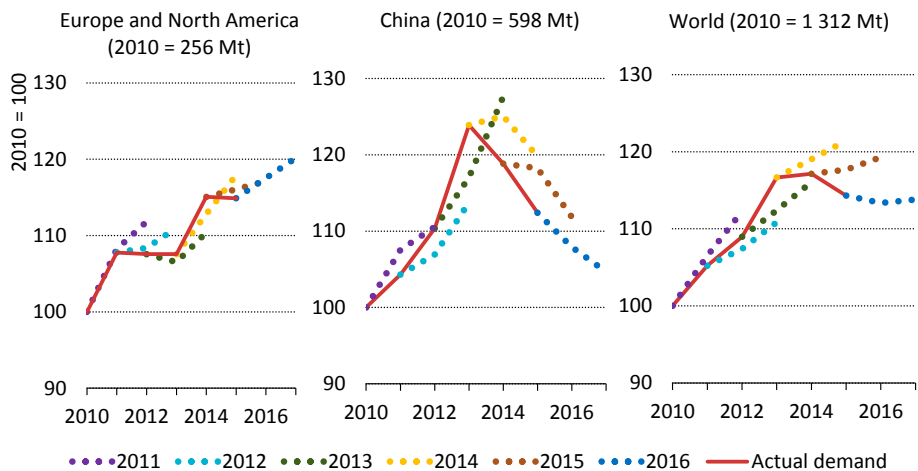 Europe and North America
(2010 = 256 Mt)
China (2010 = 598 Mt)
World (2010 = 1 312 Mt)
2010 = 100
130
120
110
100
90
2010 2012 2014 2016
130
120
110
100
90
2010 2012 2014 2016
130
120
110
100
90
2010 2012 2014 2016
2011 2012 2013 2014 2015 2016 Actual demand